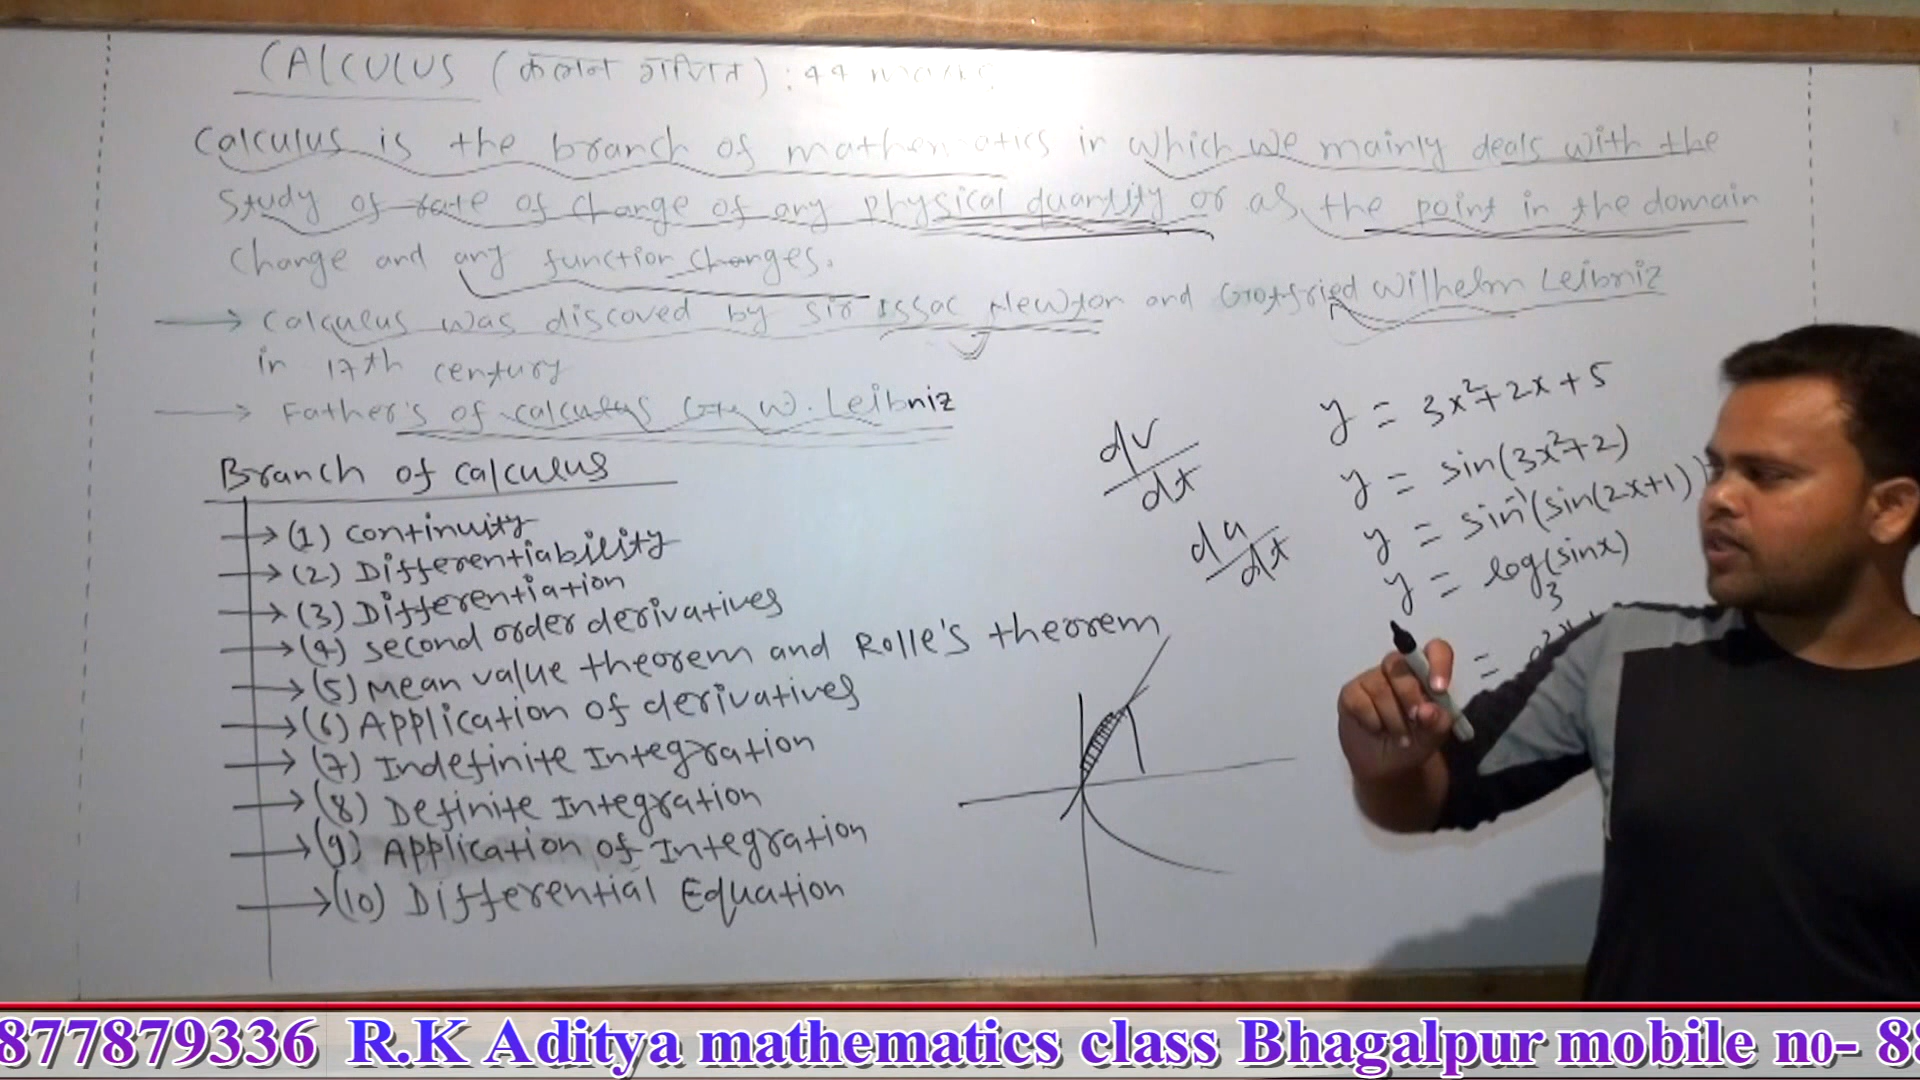 CALCULUS (कलन गणित) : 44 marks
Calculus is the branch of mathematics in which we mainly deals with the
study of rate of change of any physical quantity or as the point in the domain
change and any function changes.
→ Calculus was discoved by sir Issac Newton and Gottfried Wilhelm Leibniz
in 17th century
→ Father's of calculus G. W. Leibniz
Branch of calculus
→ (1) continuity
→ (2) Differentiability
→ (3) Differentiation
→ (4) second order derivatives
→ (5) Mean value theorem and Rolle's theorem
→ (6) Application of derivatives
→ (7) Indefinite Integration
→ (8) Definite Integration
→ (9) Application of Integration
→ (10) Differential Equation
dv/dt
du/dt
y = 3x²+2x+5
y = sin(3x²+2)
y = sin⁻¹(sin(2x+1))
y = log₃(sinx)
=
877879336 R.K Aditya mathematics class Bhagalpur mobile no- 88